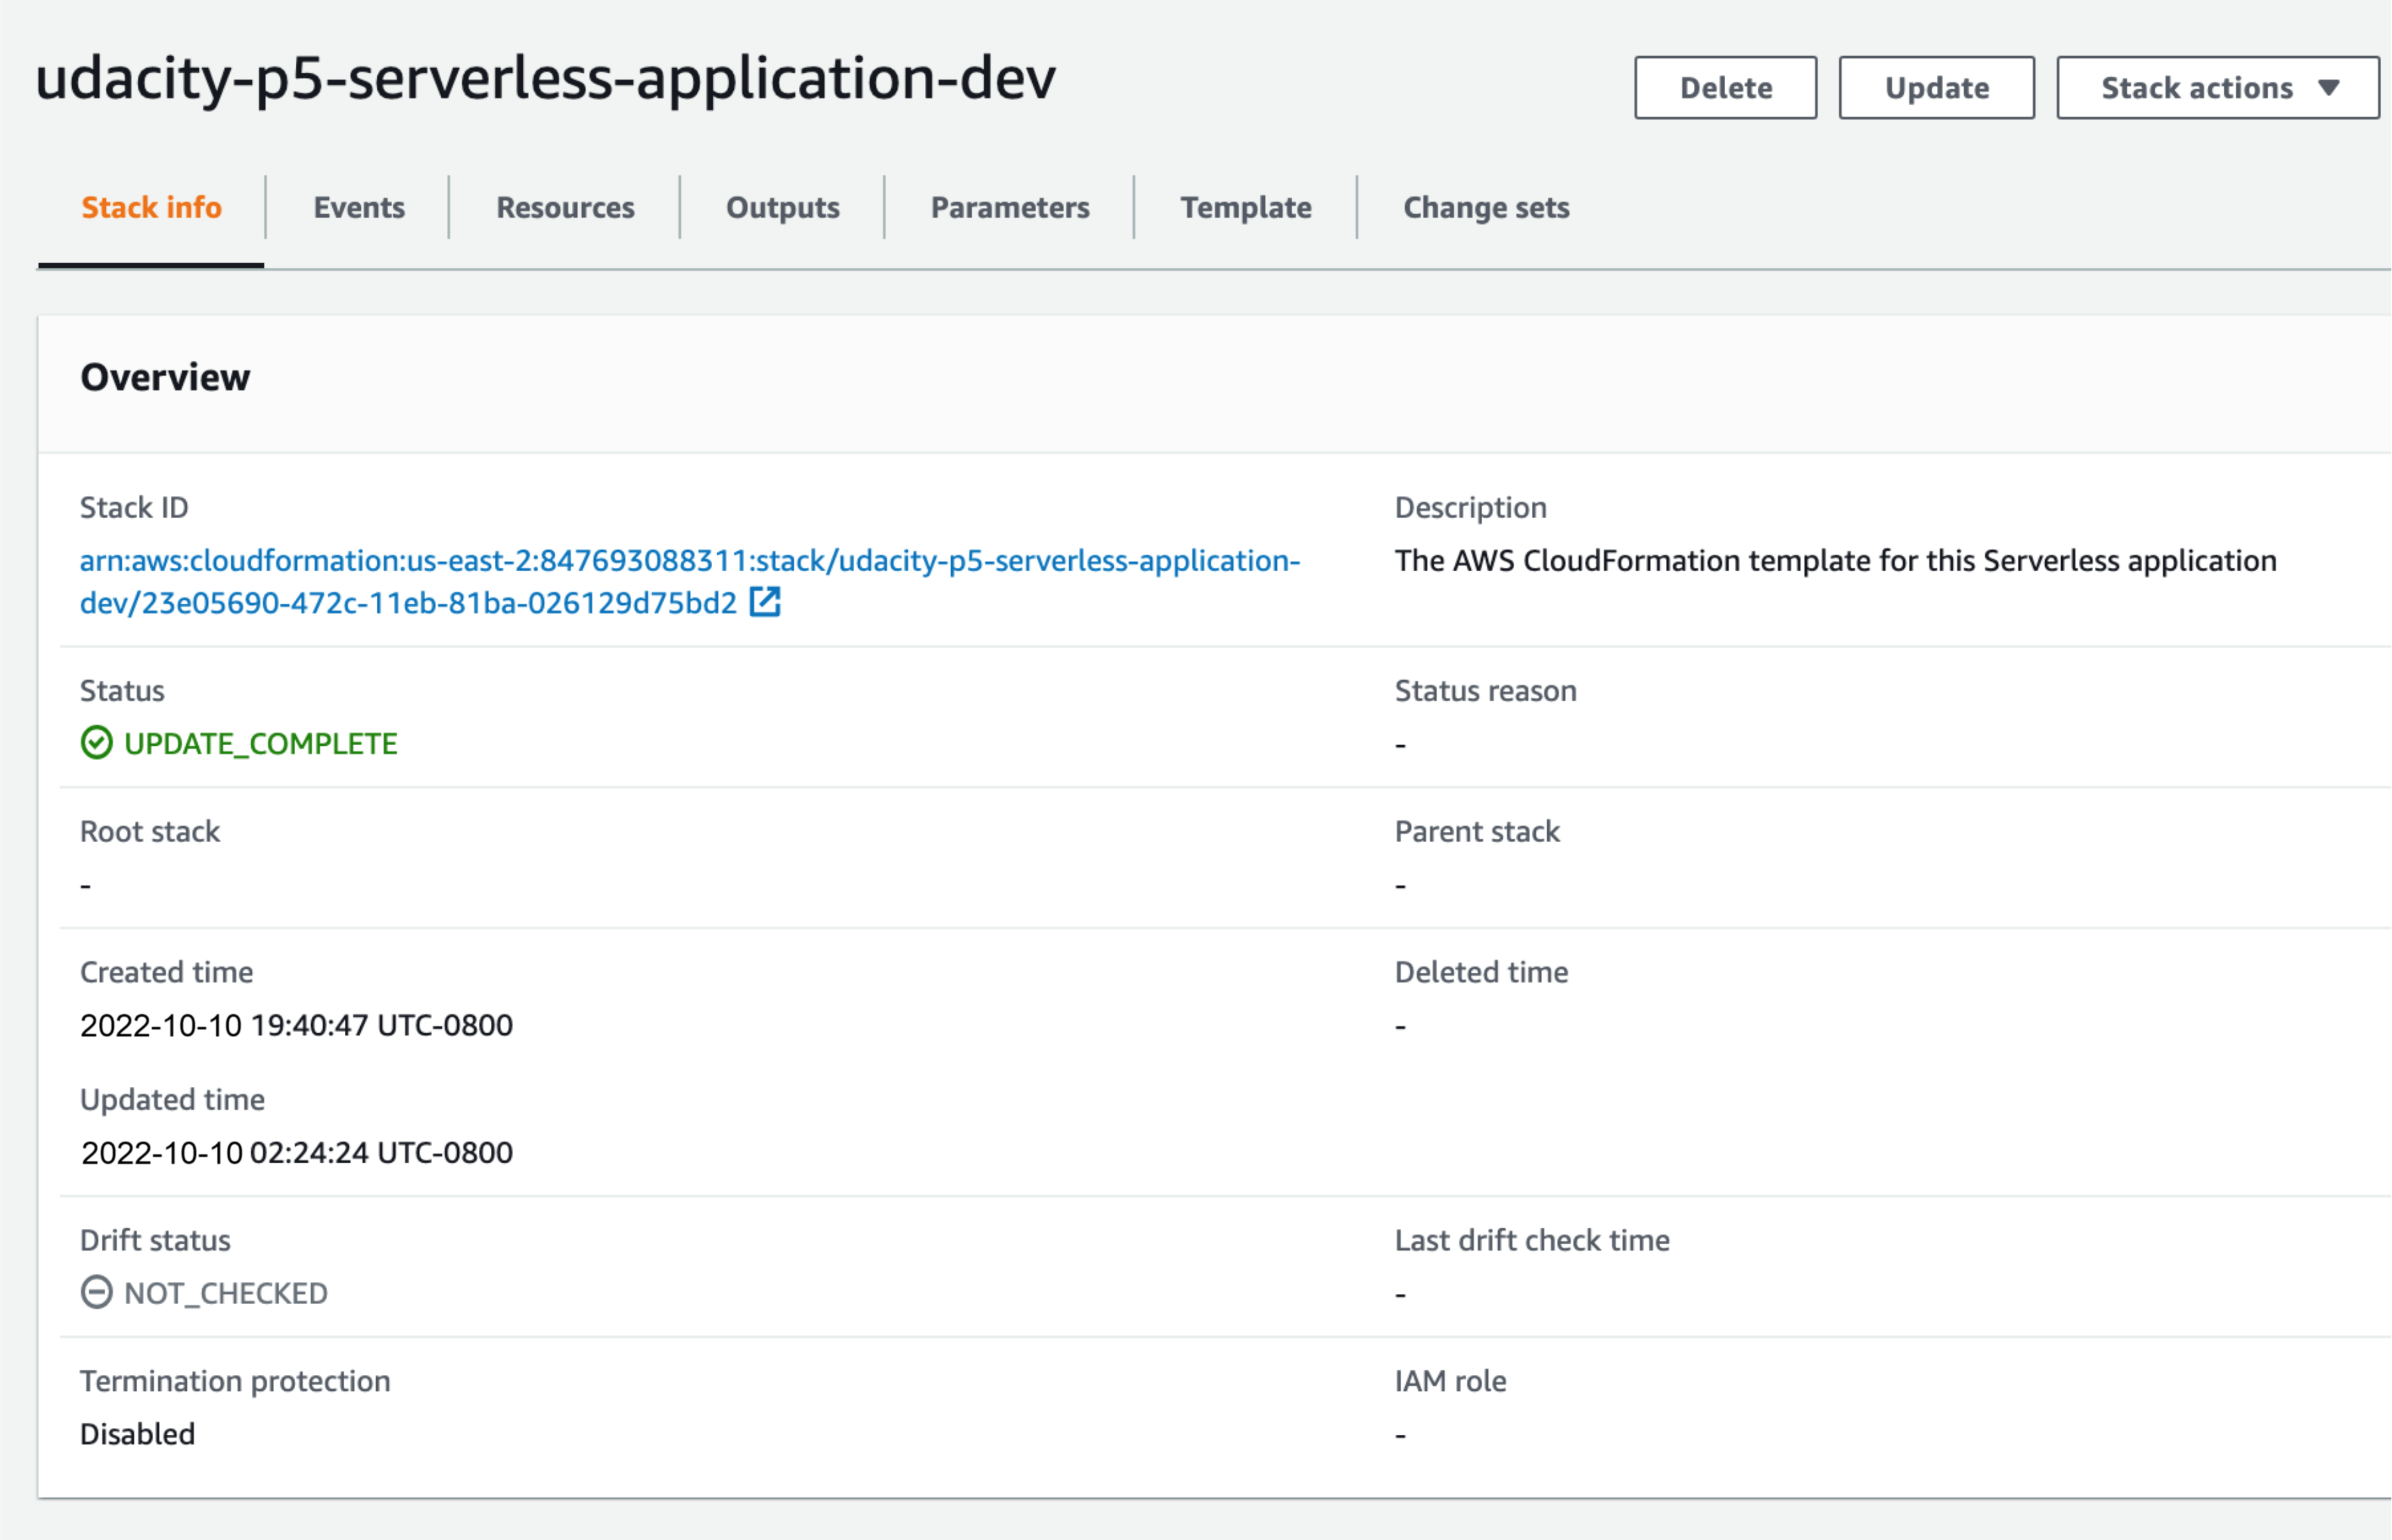 udacity-p5-serverless-application-dev
Delete
Update
Stack actions
Stack info
Events
Resources
Outputs
Parameters
Template
Change sets
Overview
Stack ID
arn:aws:cloudformation:us-east-2:847693088311:stack/udacity-p5-serverless-application-
dev/23e05690-472c-11eb-81ba-026129d75bd2
Description
The AWS CloudFormation template for this Serverless application
Status
UPDATE_COMPLETE
Status reason
-
Root stack
-
Parent stack
-
Created time
2022-10-10 19:40:47 UTC-0800
Deleted time
-
Updated time
2022-10-10 02:24:24 UTC-0800
Drift status
NOT_CHECKED
Last drift check time
-
Termination protection
Disabled
IAM role
-